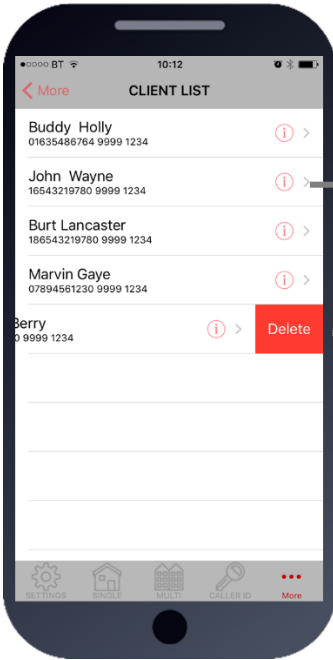 BT 10:12
More CLIENT LIST
Buddy Holly
01635486764 9999 1234
John Wayne
16543219780 9999 1234
Burt Lancaster
186543219780 9999 1234
Marvin Gaye
07894561230 9999 1234
Berry
0 9999 1234
Delete
SETTINGS SINGLE MULTI CALLER ID More